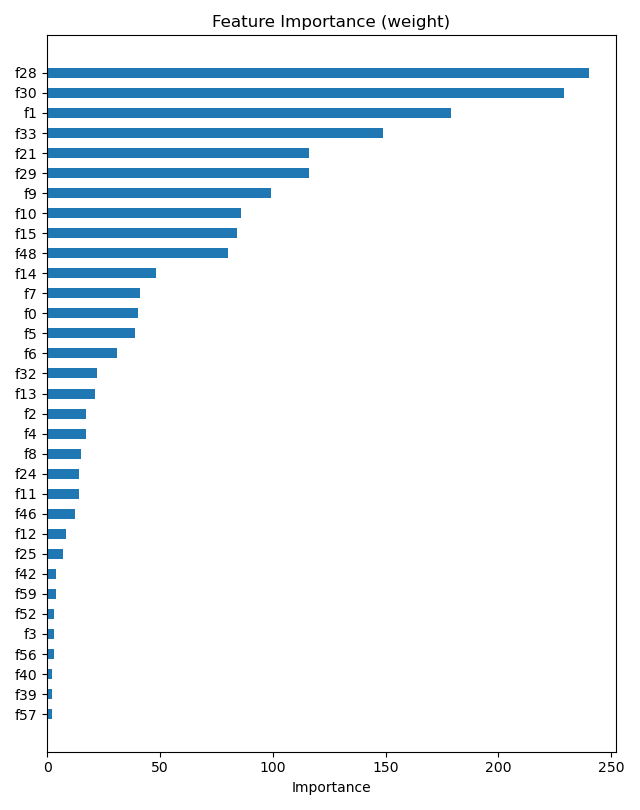 Feature Importance (weight)
f28
f30
f1
f33
f21
f29
f9
f10
f15
f48
f14
f7
f0
f5
f6
f32
f13
f2
f4
f8
f24
f11
f46
f12
f25
f42
f59
f52
f3
f56
f40
f39
f57
0 50 100 150 200 250
Importance